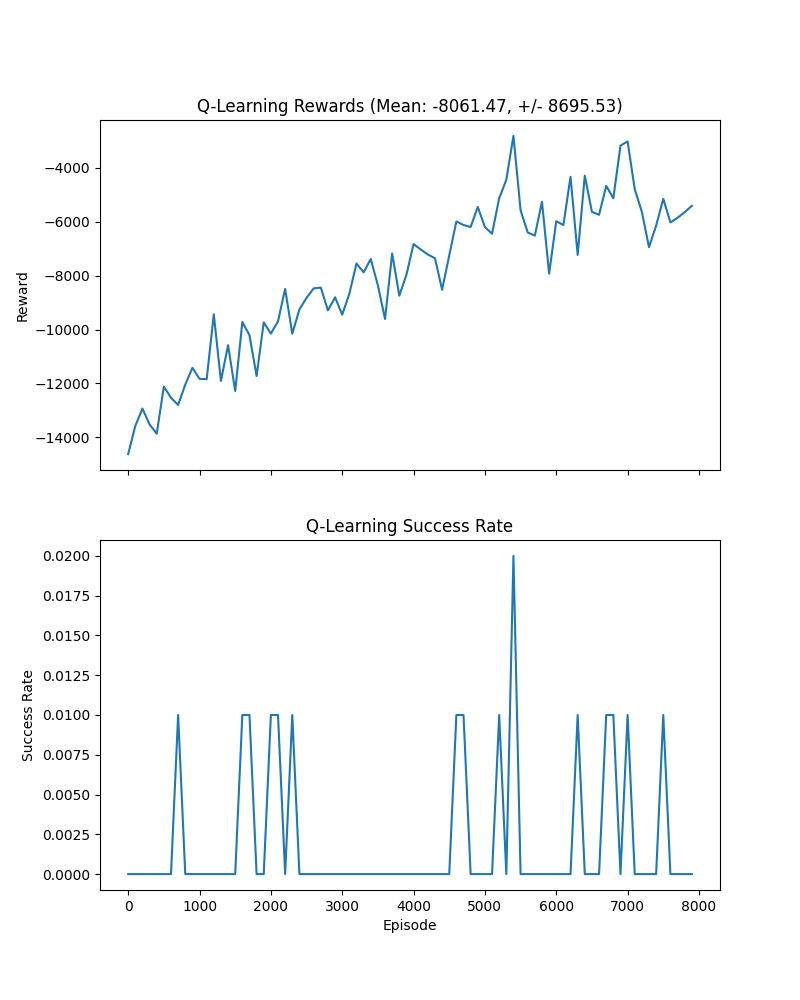 Q-Learning Rewards (Mean: -8061.47, +/- 8695.53)
−4000
−6000
−8000
−10000
−12000
−14000
Reward
Q-Learning Success Rate
0.0200
0.0175
0.0150
0.0125
0.0100
0.0075
0.0050
0.0025
0.0000
Success Rate
0 1000 2000 3000 4000 5000 6000 7000 8000
Episode